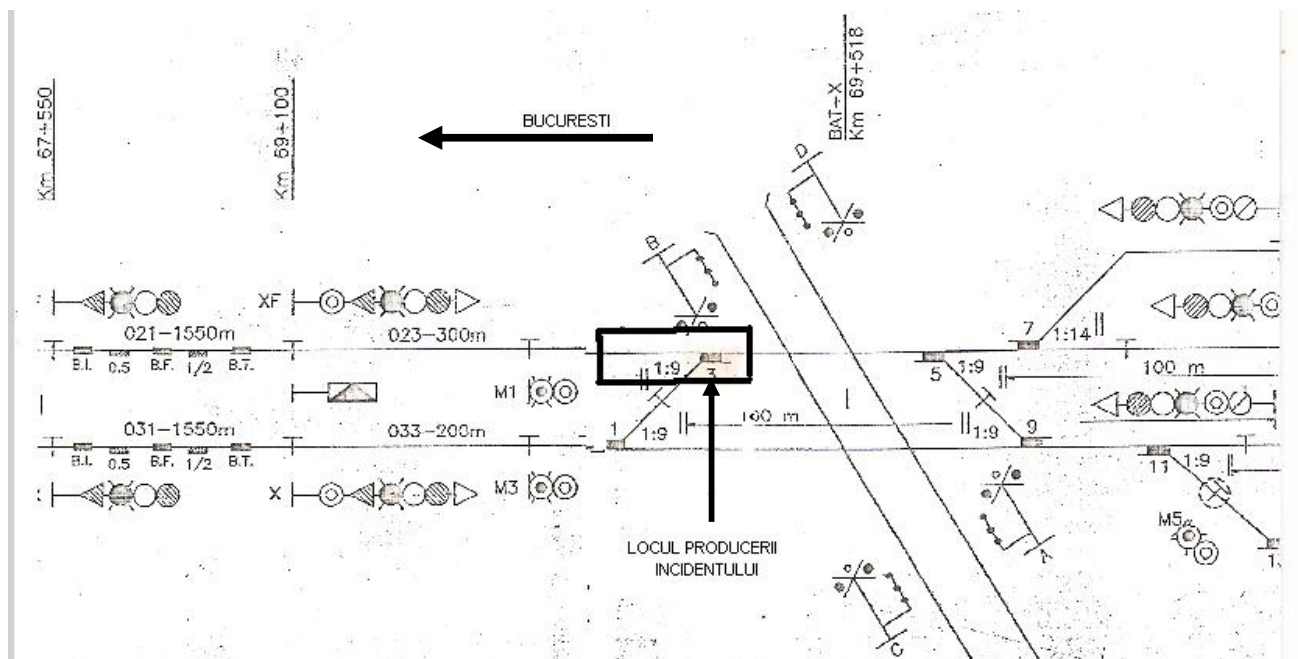 Km 67+550
Km 69+100
BUCURESTI
BAT-X
Km 69+518
D
B
XF
021-1550m
023-300m
7
1:14
B.I.
0.5
B.F.
1/2
B.T.
1:9
3
5
1:9
100 m
M1
031-1550m
033-200m
1
1:9
160 m
1:9
9
B.I.
0.5
B.F.
1/2
B.T.
11
1:9
X
M3
M5
A
LOCUL PRODUCERII
INCIDENTULUI
C